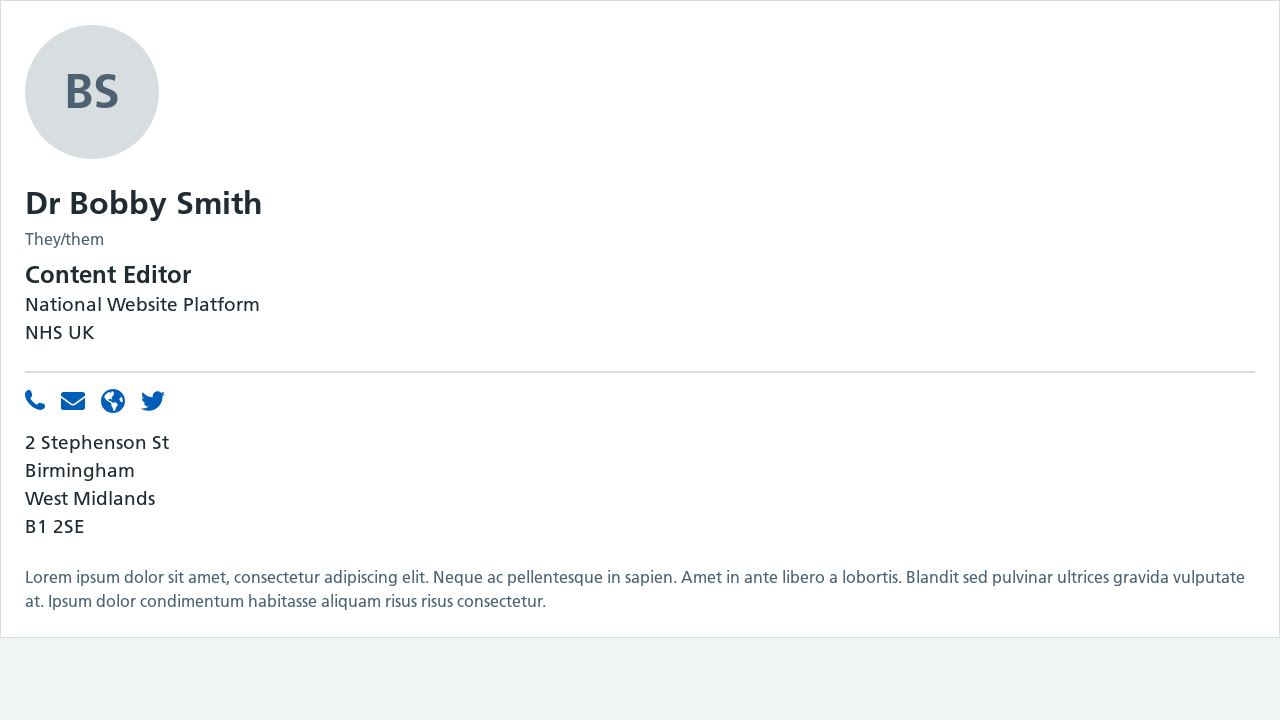 BS
Dr Bobby Smith
They/them
Content Editor
National Website Platform
NHS UK
2 Stephenson St
Birmingham
West Midlands
B1 2SE
Lorem ipsum dolor sit amet, consectetur adipiscing elit. Neque ac pellentesque in sapien. Amet in ante libero a lobortis. Blandit sed pulvinar ultrices gravida vulputate
at. Ipsum dolor condimentum habitasse aliquam risus risus consectetur.